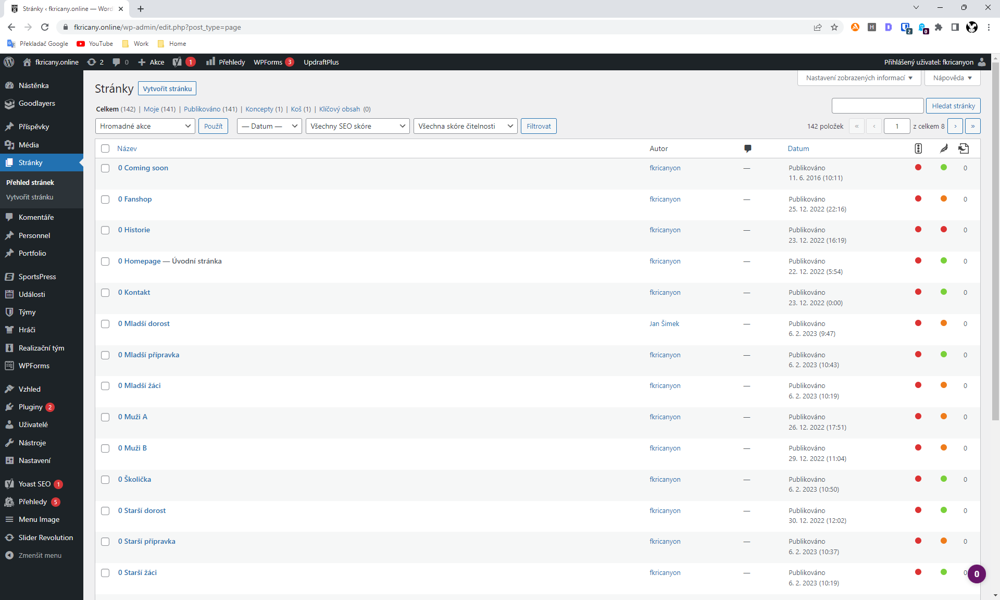 Stránky ‹ fkricany.online — Word
fkricany.online/wp-admin/edit.php?post_type=page
H
D
2
0
Překladač Google
YouTube
Work
Home
fkricany.online
2
0
Akce
1
Přehledy
WPForms 3
UpdraftPlus
Přihlášený uživatel: fkricanyon
Nástěnka
Goodlayers
Příspěvky
Média
Stránky
Přehled stránek
Vytvořit stránku
Komentáře
Personnel
Portfolio
SportsPress
Události
Týmy
Hráči
Realizační tým
WPForms
Vzhled
Pluginy 2
Uživatelé
Nástroje
Nastavení
Yoast SEO 1
Přehledy 5
Menu Image
Slider Revolution
Zmenšit menu
Nastavení zobrazených informací ▼
Nápověda ▼
Stránky Vytvořit stránku
Celkem (142) | Moje (141) | Publikováno (141) | Koncepty (1) | Koš (1) | Klíčový obsah (0)
Hledat stránky
Hromadné akce Použít — Datum — Všechny SEO skóre Všechna skóre čitelnosti Filtrovat
142 položek « ‹ 1 z celkem 8 › »
Název Autor Datum
0 Coming soon fkricanyon — Publikováno 0
11. 6. 2016 (10:11)
0 Fanshop fkricanyon — Publikováno 0
25. 12. 2022 (22:16)
0 Historie fkricanyon — Publikováno 0
23. 12. 2022 (16:19)
0 Homepage — Úvodní stránka fkricanyon — Publikováno 0
22. 12. 2022 (5:54)
0 Kontakt fkricanyon — Publikováno 0
23. 12. 2022 (0:00)
0 Mladší dorost Jan Šimek — Publikováno 0
6. 2. 2023 (9:47)
0 Mladší přípravka fkricanyon — Publikováno 0
6. 2. 2023 (10:43)
0 Mladší žáci fkricanyon — Publikováno 0
6. 2. 2023 (10:19)
0 Muži A fkricanyon — Publikováno 0
26. 12. 2022 (17:51)
0 Muži B fkricanyon — Publikováno 0
29. 12. 2022 (11:04)
0 Školička fkricanyon — Publikováno 0
6. 2. 2023 (10:50)
0 Starší dorost fkricanyon — Publikováno 0
30. 12. 2022 (12:02)
0 Starší přípravka fkricanyon — Publikováno 0
6. 2. 2023 (10:37)
0 Starší žáci fkricanyon — Publikováno 0
6. 2. 2023 (10:19)
0